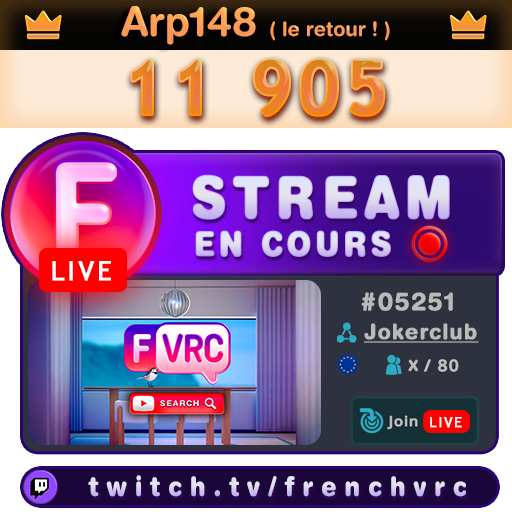 Arp148 ( le retour ! )
11 905
F
LIVE
STREAM
EN COURS
F VRC
SEARCH
#05251
Jokerclub
X / 80
Join LIVE
twitch.tv/frenchvrc